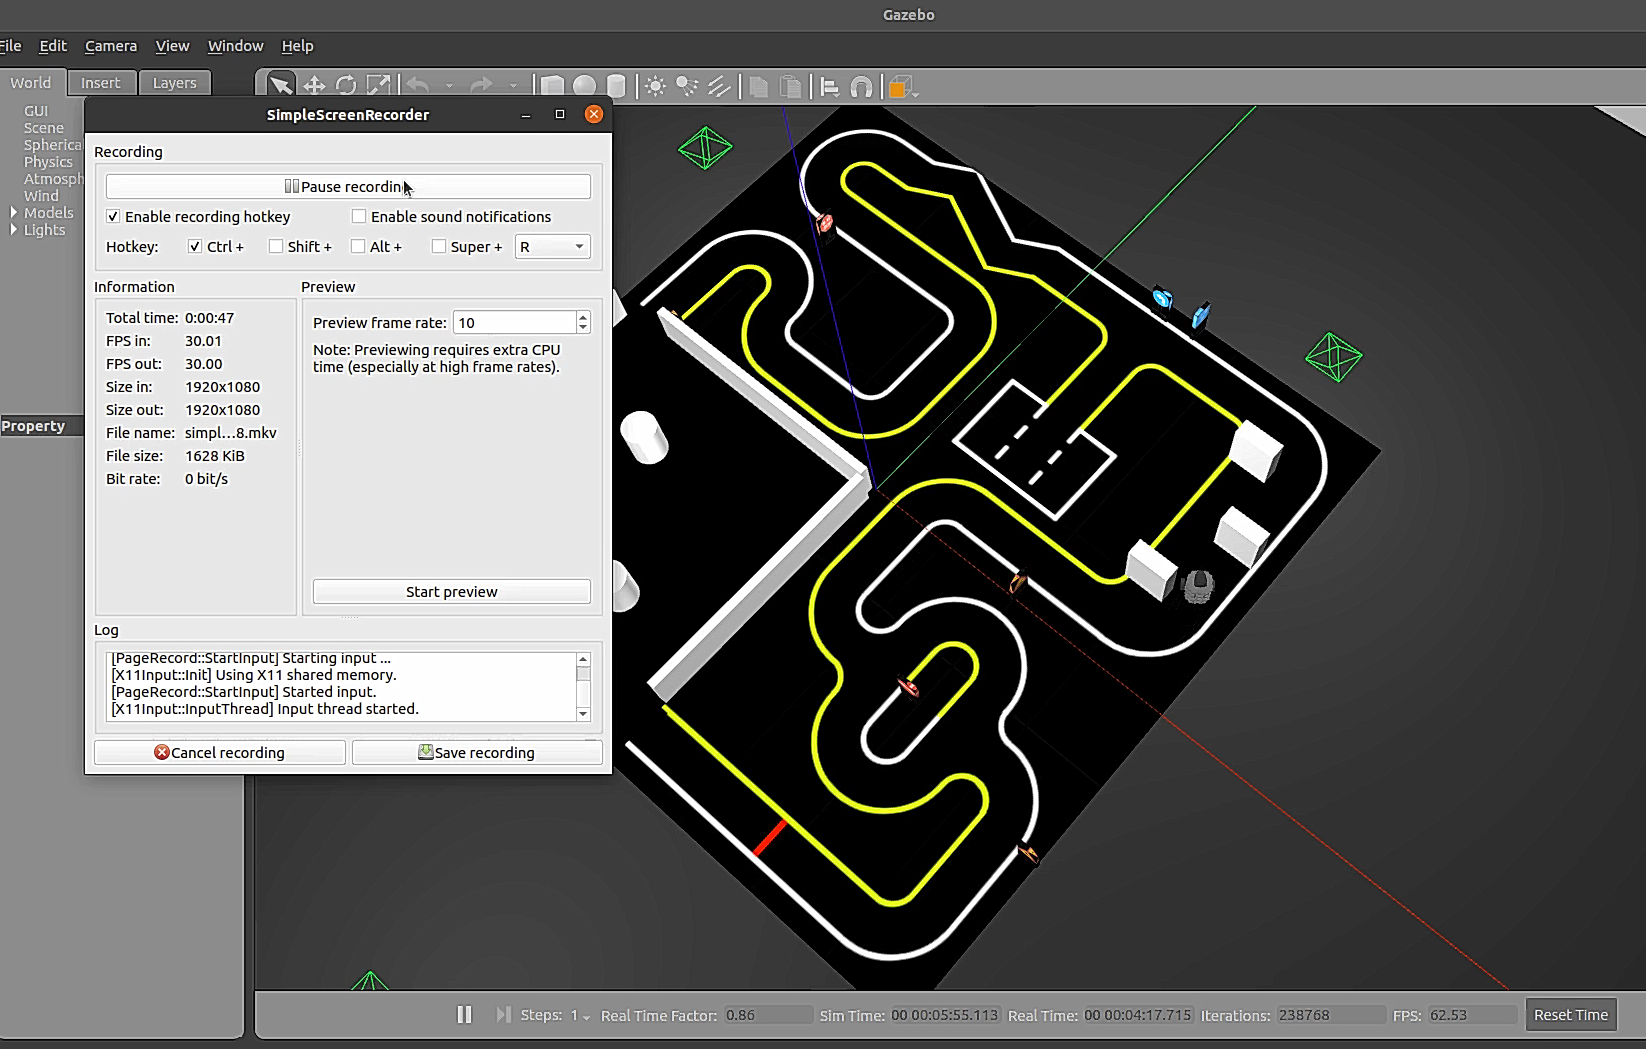 Gazebo
File Edit Camera View Window Help
World Insert Layers
GUI
Scene
Spherica
Physics
Atmosph
Wind
Models
Lights
Property
SimpleScreenRecorder
Recording
Pause recording
Enable recording hotkey Enable sound notifications
Hotkey: Ctrl + Shift + Alt + Super + R
Information Preview
Total time: 0:00:47
FPS in: 30.01
FPS out: 30.00
Size in: 1920x1080
Size out: 1920x1080
File name: simpl...8.mkv
File size: 1628 KiB
Bit rate: 0 bit/s
Preview frame rate: 10
Note: Previewing requires extra CPU
time (especially at high frame rates).
Start preview
Log
[PageRecord::StartInput] Starting input ...
[X11Input::Init] Using X11 shared memory.
[PageRecord::StartInput] Started input.
[X11Input::InputThread] Input thread started.
Cancel recording Save recording
Steps: 1 Real Time Factor: 0.86 Sim Time: 00 00:05:55.113 Real Time: 00 00:04:17.715 Iterations: 238768 FPS: 62.53 Reset Time